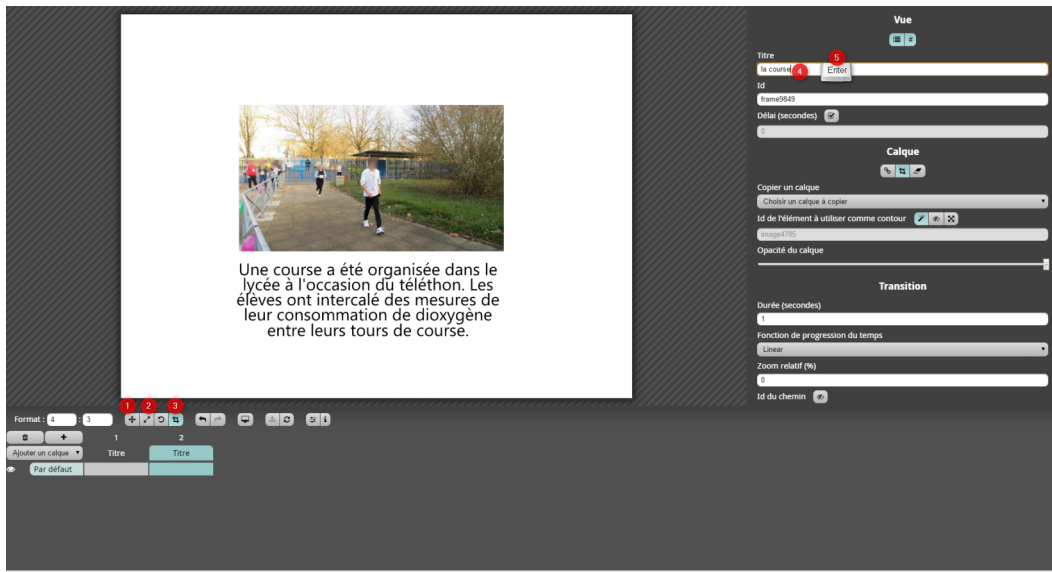 Une course a été organisée dans le
lycée à l'occasion du téléthon. Les
élèves ont intercalé des mesures de
leur consommation de dioxygène
entre leurs tours de course.
Vue
#
Titre
la course
4
5
Enter
Id
frame9849
Délai (secondes)
0
Calque
Copier un calque
Choisir un calque à copier
Id de l'élément à utiliser comme contour
image4785
Opacité du calque
Transition
Durée (secondes)
1
Fonction de progression du temps
Linear
Zoom relatif (%)
0
Id du chemin
1 2 3
Format : 4 : 3
1 2
Ajouter un calque Titre Titre
Par défaut